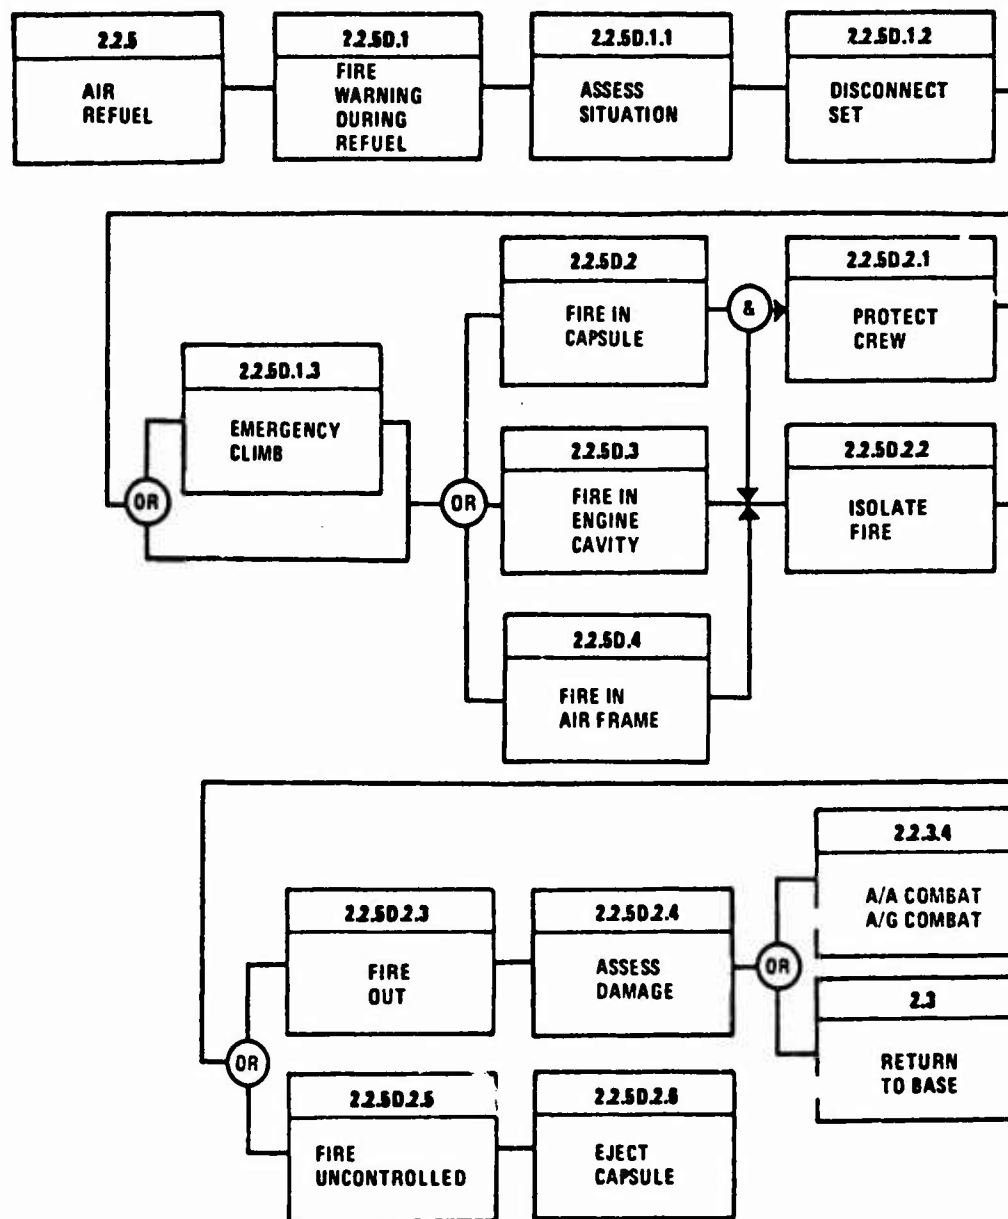 2.2.5
AIR
REFUEL
2.2.5D.1
FIRE
WARNING
DURING
REFUEL
2.2.5D.1.1
ASSESS
SITUATION
2.2.5D.1.2
DISCONNECT
SET
2.2.5D.1.3
EMERGENCY
CLIMB
OR
OR
2.2.5D.2
FIRE IN
CAPSULE
&
2.2.5D.2.1
PROTECT
CREW
2.2.5D.3
FIRE IN
ENGINE
CAVITY
2.2.5D.2.2
ISOLATE
FIRE
2.2.5D.4
FIRE IN
AIR FRAME
OR
2.2.5D.2.3
FIRE
OUT
2.2.5D.2.4
ASSESS
DAMAGE
OR
2.2.3.4
A/A COMBAT
A/G COMBAT
2.3
RETURN
TO BASE
2.2.5D.2.5
FIRE
UNCONTROLLED
2.2.5D.2.6
EJECT
CAPSULE